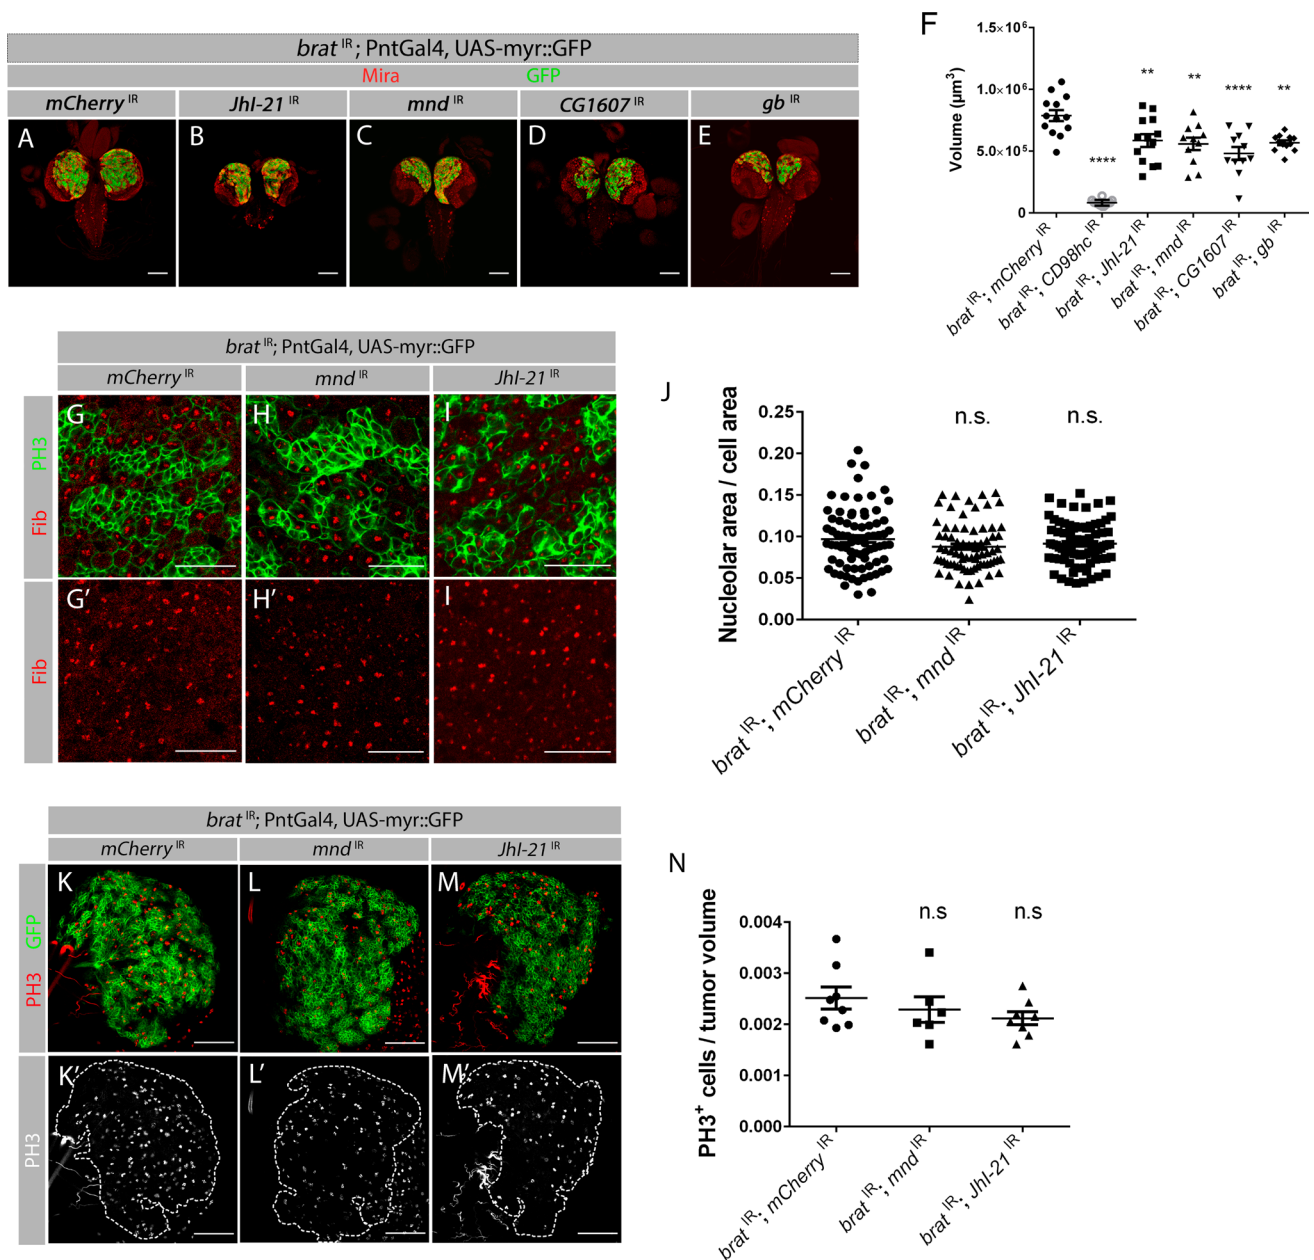 brat IR; PntGal4, UAS-myr::GFP
Mira GFP
mCherry IR JhI-21 IR mnd IR CG1607 IR gb IR
A B C D E
F
1.5×10⁶
1.0×10⁶
5.0×10⁵
0
Volume (µm³)
**** ** ** **** **
brat IR; mCherry IR
brat IR; CD98hc IR
brat IR; JhI-21 IR
brat IR; mnd IR
brat IR; CG1607 IR
brat IR; gb IR
brat IR; PntGal4, UAS-myr::GFP
mCherry IR mnd IR JhI-21 IR
Fib PH3
G H I
Fib
G' H' I
J
n.s. n.s.
0.25
0.20
0.15
0.10
0.05
0.00
Nucleolar area / cell area
brat IR; mCherry IR
brat IR; mnd IR
brat IR; JhI-21 IR
brat IR; PntGal4, UAS-myr::GFP
mCherry IR mnd IR JhI-21 IR
PH3 GFP
K L M
PH3
K' L' M'
N
n.s n.s
0.004
0.003
0.002
0.001
0.000
PH3⁺ cells / tumor volume
brat IR; mCherry IR
brat IR; mnd IR
brat IR; JhI-21 IR